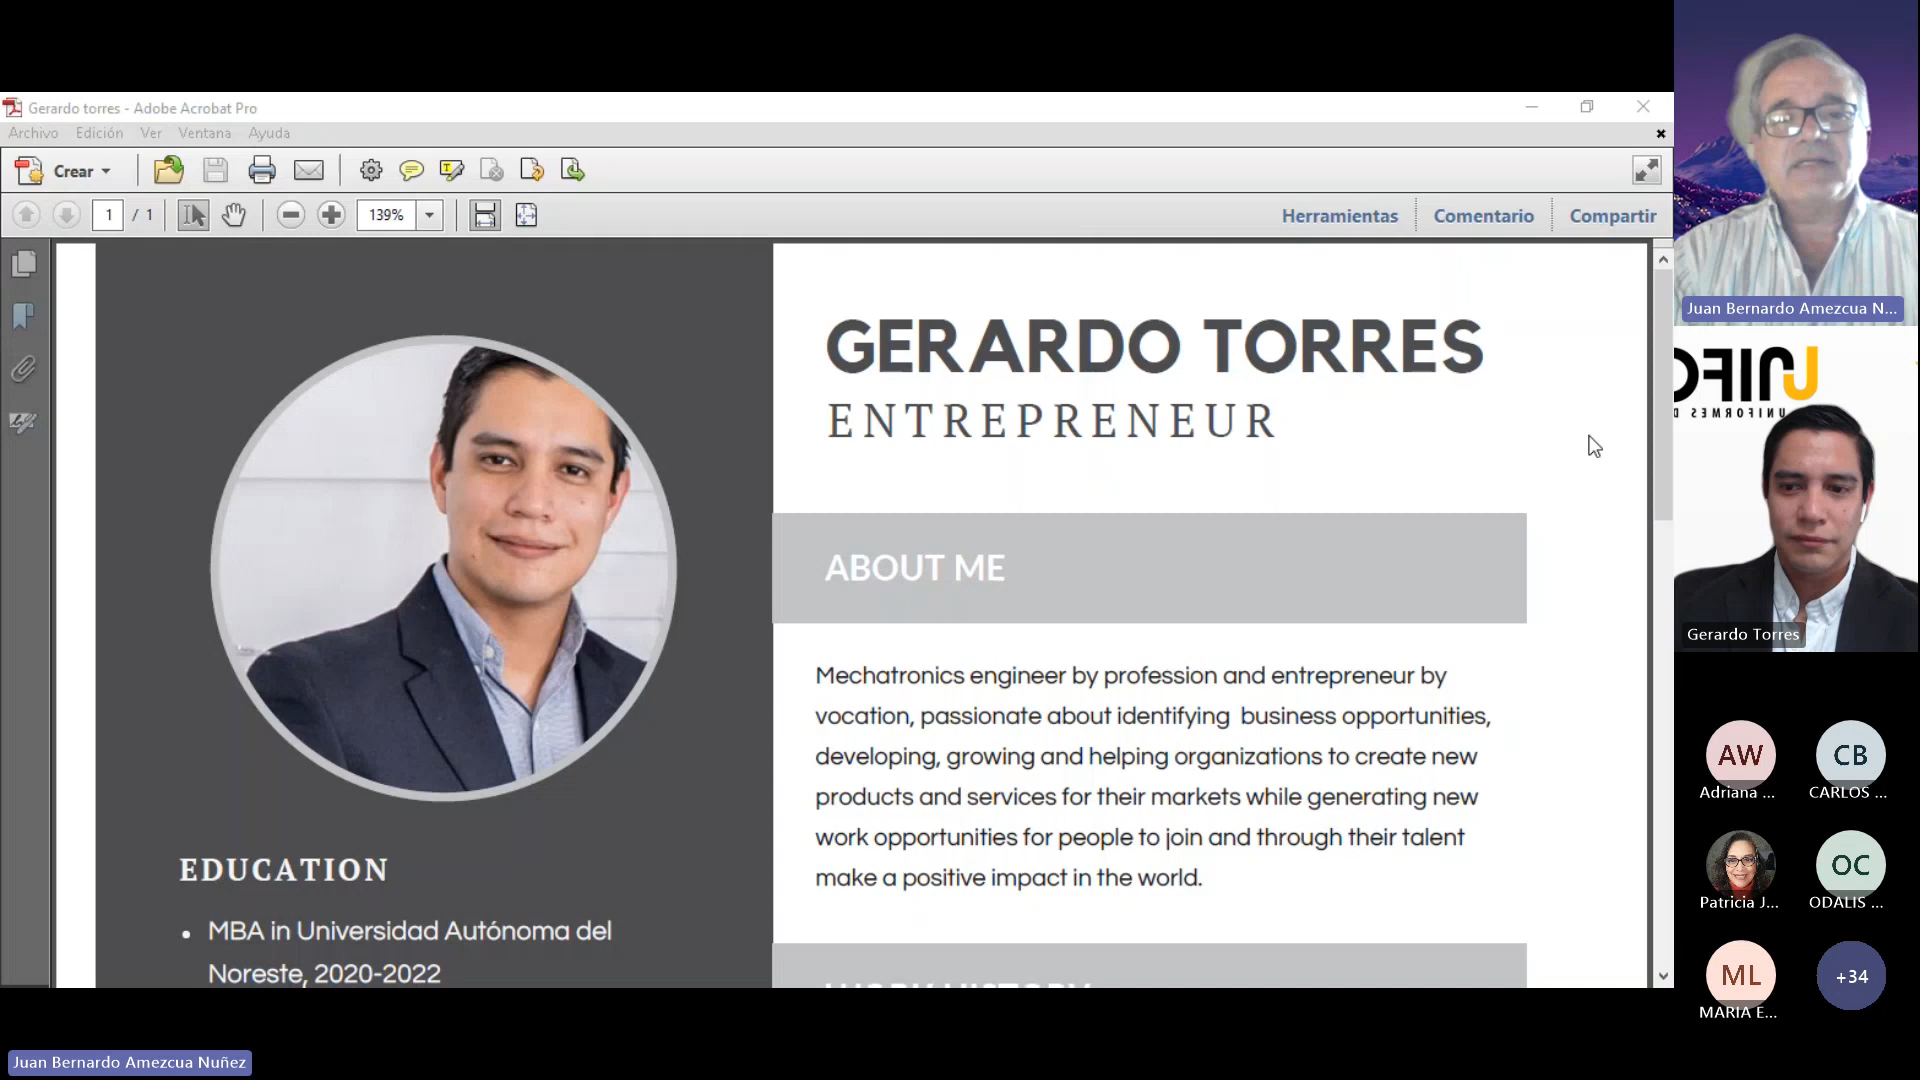 Gerardo torres - Adobe Acrobat Pro
Archivo Edición Ver Ventana Ayuda
Crear
1 / 1
139%
Herramientas Comentario Compartir
GERARDO TORRES
ENTREPRENEUR
ABOUT ME
Mechatronics engineer by profession and entrepreneur by
vocation, passionate about identifying business opportunities,
developing, growing and helping organizations to create new
products and services for their markets while generating new
work opportunities for people to join and through their talent
make a positive impact in the world.
EDUCATION
MBA in Universidad Autónoma del
Noreste, 2020-2022
WORK HISTORY
Juan Bernardo Amezcua N...
UNIFO
UNIFORMES D
Gerardo Torres
AW
Adriana ...
CB
CARLOS ...
Patricia J...
OC
ODALIS ...
ML
MARIA E...
+34
Juan Bernardo Amezcua Nuñez